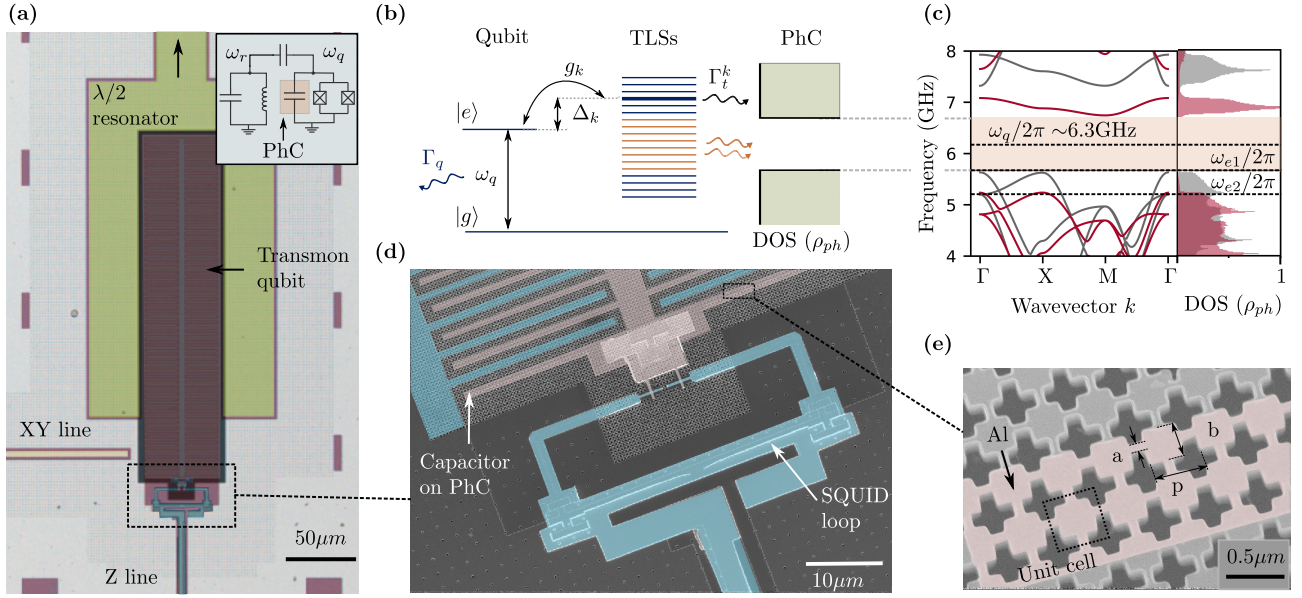 (a)
λ/2
resonator
ω_r
ω_q
PhC
Transmon
qubit
XY line
Z line
50μm
(b)
Qubit
TLSs
PhC
g_k
Γ_t^k
|e⟩
Δ_k
Γ_q
ω_q
|g⟩
DOS (ρ_ph)
(c)
8
7
6
5
4
Frequency (GHz)
ω_q/2π ~6.3GHz
ω_e1/2π
ω_e2/2π
Γ X M Γ 1
Wavevector k
DOS (ρ_ph)
(d)
Capacitor
on PhC
SQUID
loop
10μm
(e)
Al
a
b
p
Unit cell
0.5μm